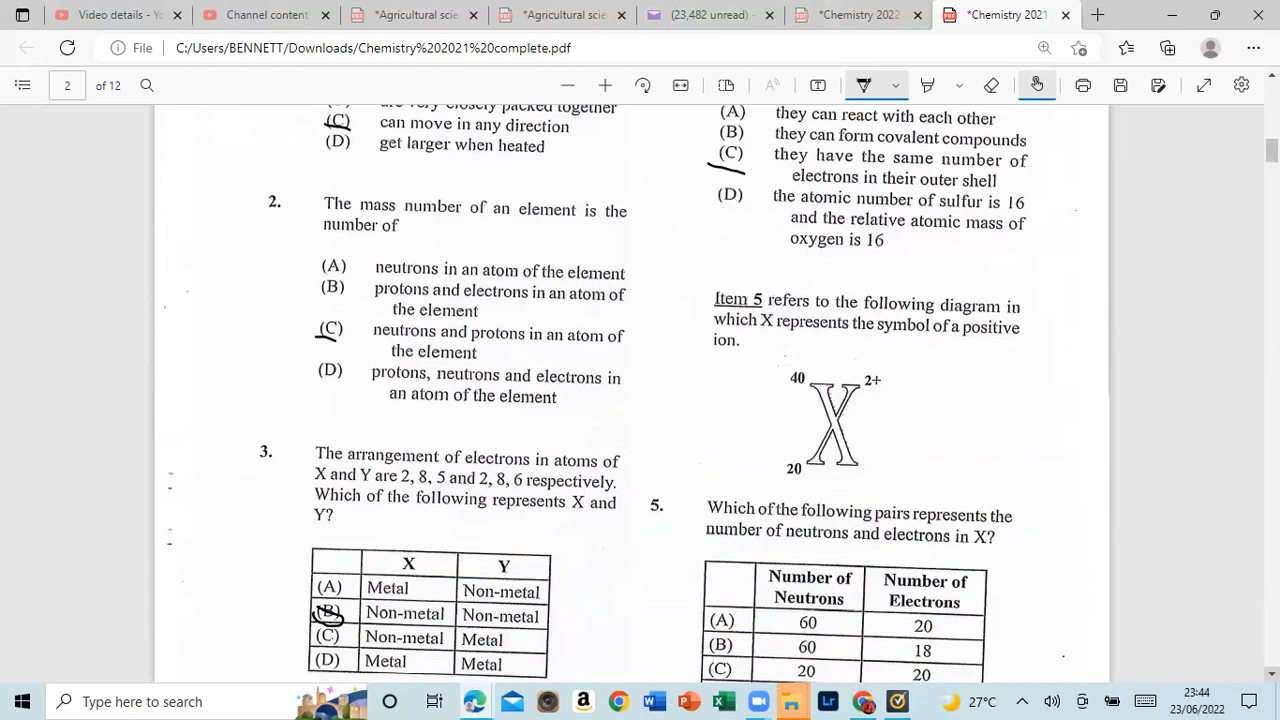 Video details - Y
Content cement :
*Agricultural sci
*Agricultural sci
(23,482 unread) -
*Chemistry 2022
*Chemistry 2021
File C:/Users/BENNETT/Downloads/Chemistry%202021%20complete.pdf
2 of 12
are very closely packed together
(C) can move in any direction
(D) get larger when heated
2. The mass number of an element is the
number of
(A) neutrons in an atom of the element
(B) protons and electrons in an atom of
the element
(C) neutrons and protons in an atom of
the element
(D) protons, neutrons and electrons in
an atom of the element
3. The arrangement of electrons in atoms of
X and Y are 2, 8, 5 and 2, 8, 6 respectively.
Which of the following represents X and
Y?
X Y
(A) Metal Non-metal
(B) Non-metal Non-metal
(C) Non-metal Metal
(D) Metal Metal
(A) they can react with each other
(B) they can form covalent compounds
(C) they have the same number of
electrons in their outer shell
(D) the atomic number of sulfur is 16
and the relative atomic mass of
oxygen is 16
Item 5 refers to the following diagram in
which X represents the symbol of a positive
ion.
40 2+
X
20
5. Which of the following pairs represents the
number of neutrons and electrons in X?
Number of Number of
Neutrons Electrons
(A) 60 20
(B) 60 18
(C) 20 20
Type here to search
27°C
23:44
23/06/2022